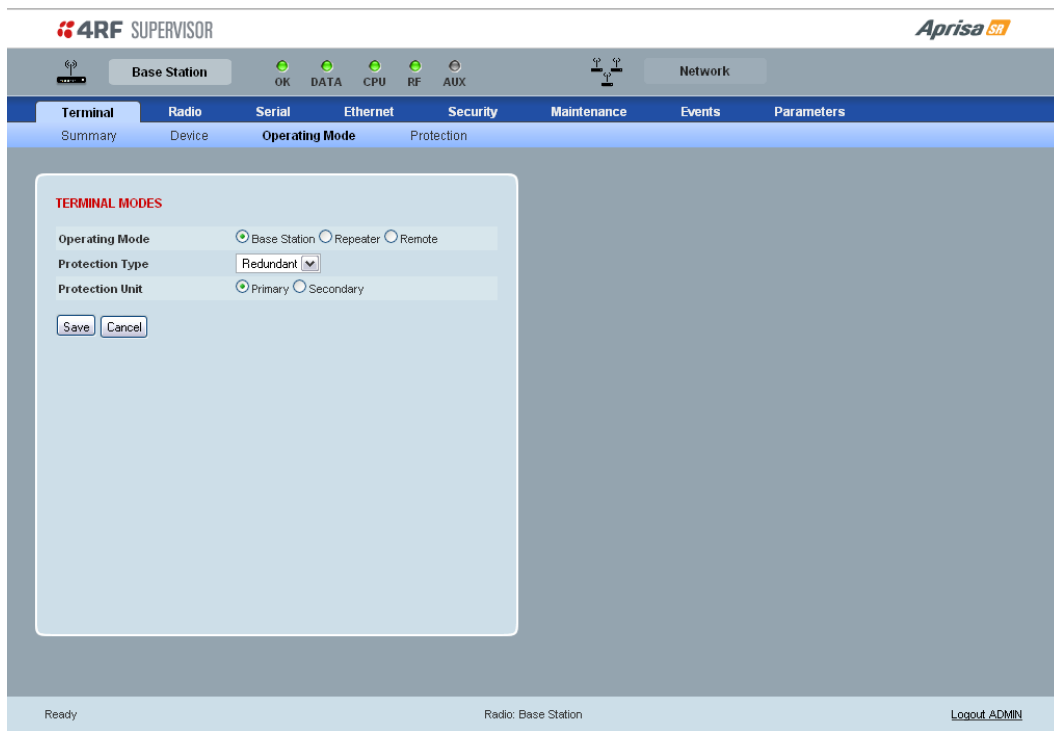 4RF SUPERVISOR
Aprisa SR
Base Station
OK DATA CPU RF AUX
Network
Terminal Radio Serial Ethernet Security Maintenance Events Parameters
Summary Device Operating Mode Protection
TERMINAL MODES
Operating Mode Base Station Repeater Remote
Protection Type Redundant
Protection Unit Primary Secondary
Save Cancel
Ready Radio: Base Station Logout ADMIN